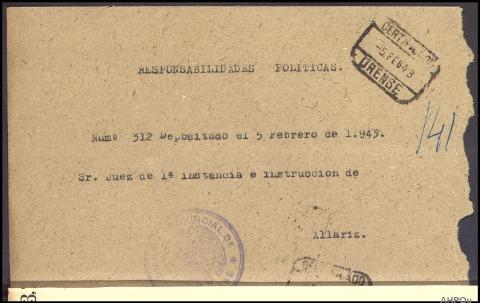 CERTIFICADO
-5.FEB 43
ORENSE
RESPONSABILIDADES POLITICAS.
Numº 312 Depositado el 5 Febrero de 1.943.
141
Sr. Juez de 1ª instancia e instruccion de
Allariz.